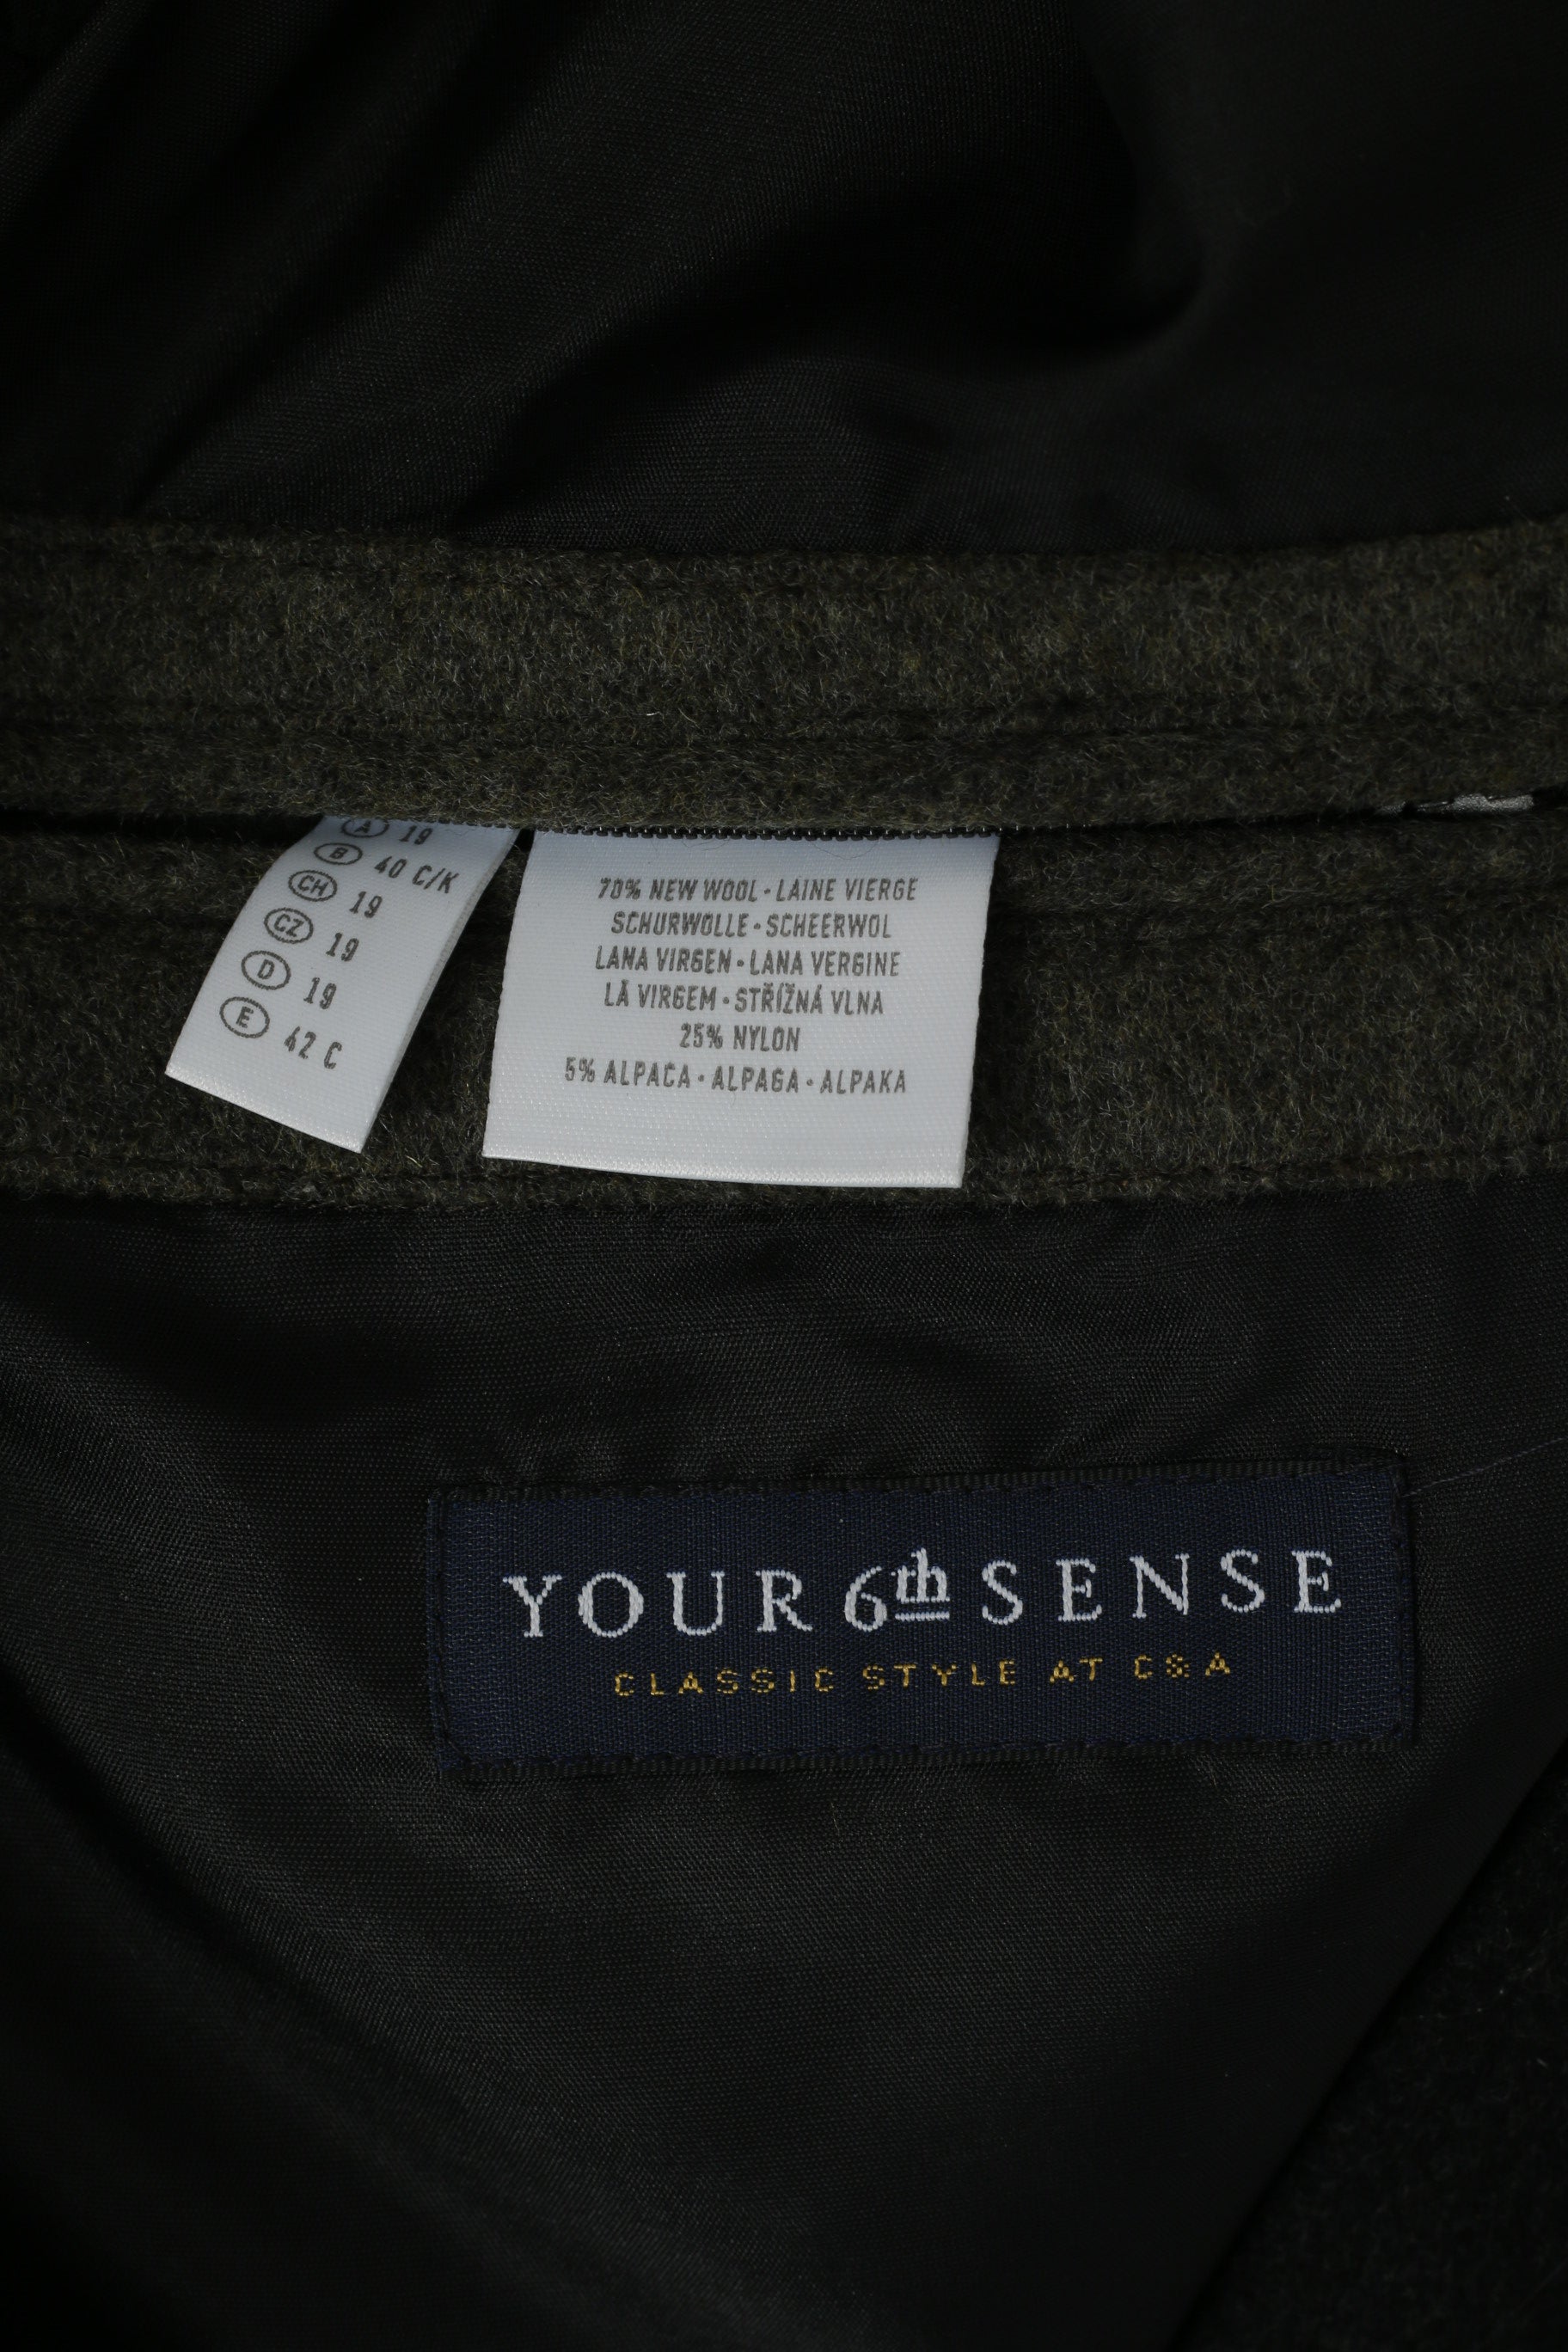 A 19
B 40 C/K
CH 19
CZ 19
D 19
E 42 C
70% NEW WOOL · LAINE VIERGE
SCHURWOLLE · SCHEERWOL
LANA VIRGEN · LANA VERGINE
LÃ VIRGEM · STŘÍŽNÁ VLNA
25% NYLON
5% ALPACA · ALPAGA · ALPAKA
YOUR 6th SENSE
CLASSIC STYLE AT C&A